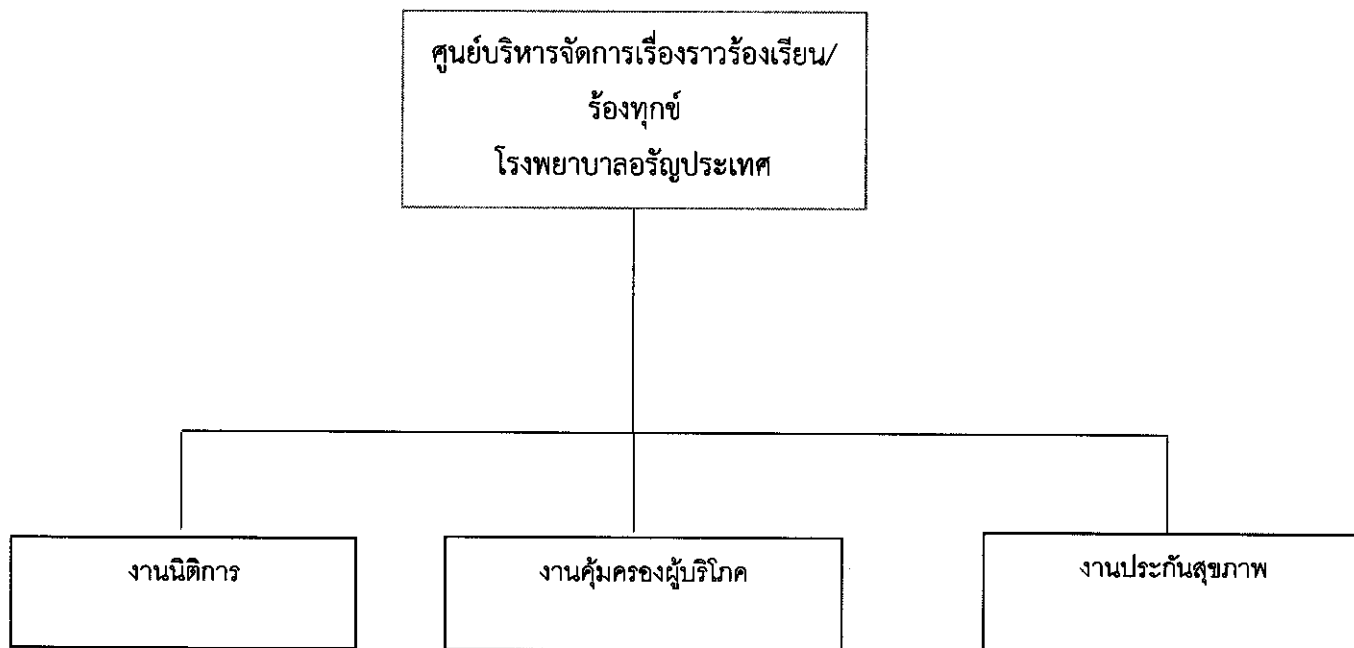 ศูนย์บริหารจัดการเรื่องราวร้องเรียน/
ร้องทุกข์
โรงพยาบาลอรัญประเทศ
งานนิติการ
งานคุ้มครองผู้บริโภค
งานประกันสุขภาพ